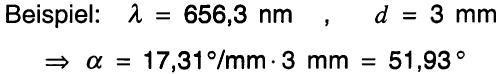 Beispiel: λ = 656,3 nm , d = 3 mm
⇒ α = 17,31°/mm · 3 mm = 51,93°